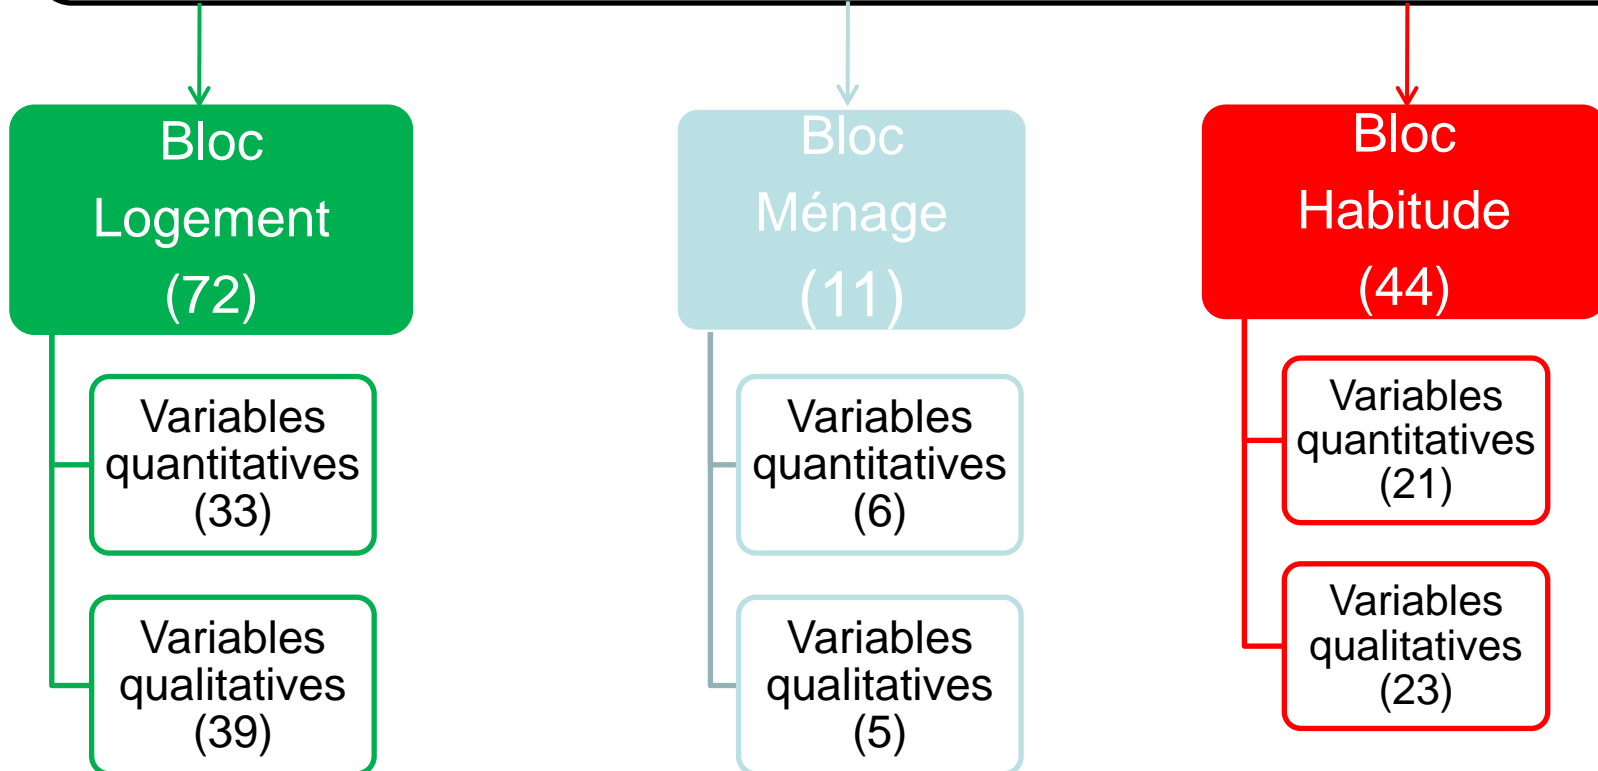 Bloc
Logement
(72)
Variables
quantitatives
(33)
Variables
qualitatives
(39)
Bloc
Ménage
(11)
Variables
quantitatives
(6)
Variables
qualitatives
(5)
Bloc
Habitude
(44)
Variables
quantitatives
(21)
Variables
qualitatives
(23)